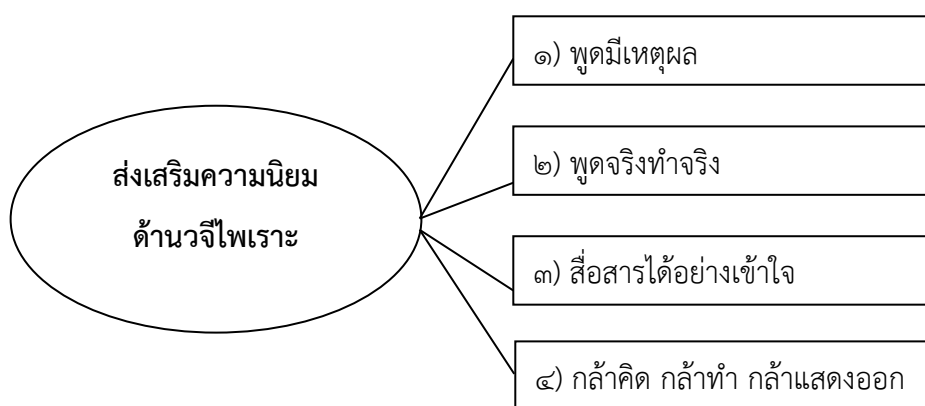 ส่งเสริมความนิยม
ด้านวจีไพเราะ
๑) พูดมีเหตุผล
๒) พูดจริงทำจริง
๓) สื่อสารได้อย่างเข้าใจ
๔) กล้าคิด กล้าทำ กล้าแสดงออก